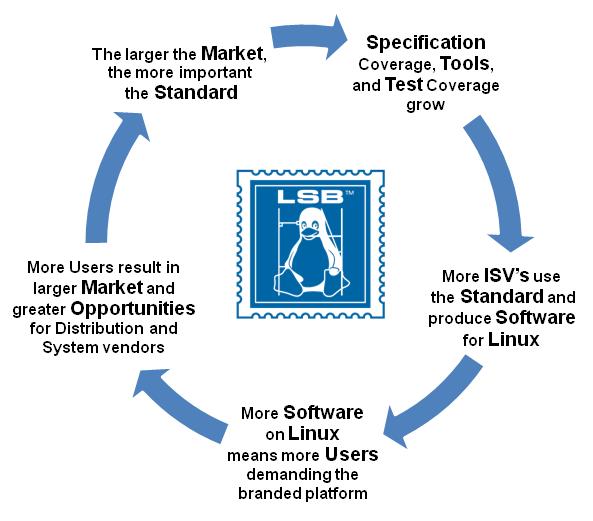 The larger the Market,
the more important
the Standard
Specification
Coverage, Tools,
and Test Coverage
grow
More ISV's use
the Standard and
produce Software
for Linux
More Software
on Linux
means more Users
demanding the
branded platform
More Users result in
larger Market and
greater Opportunities
for Distribution and
System vendors
LSB™